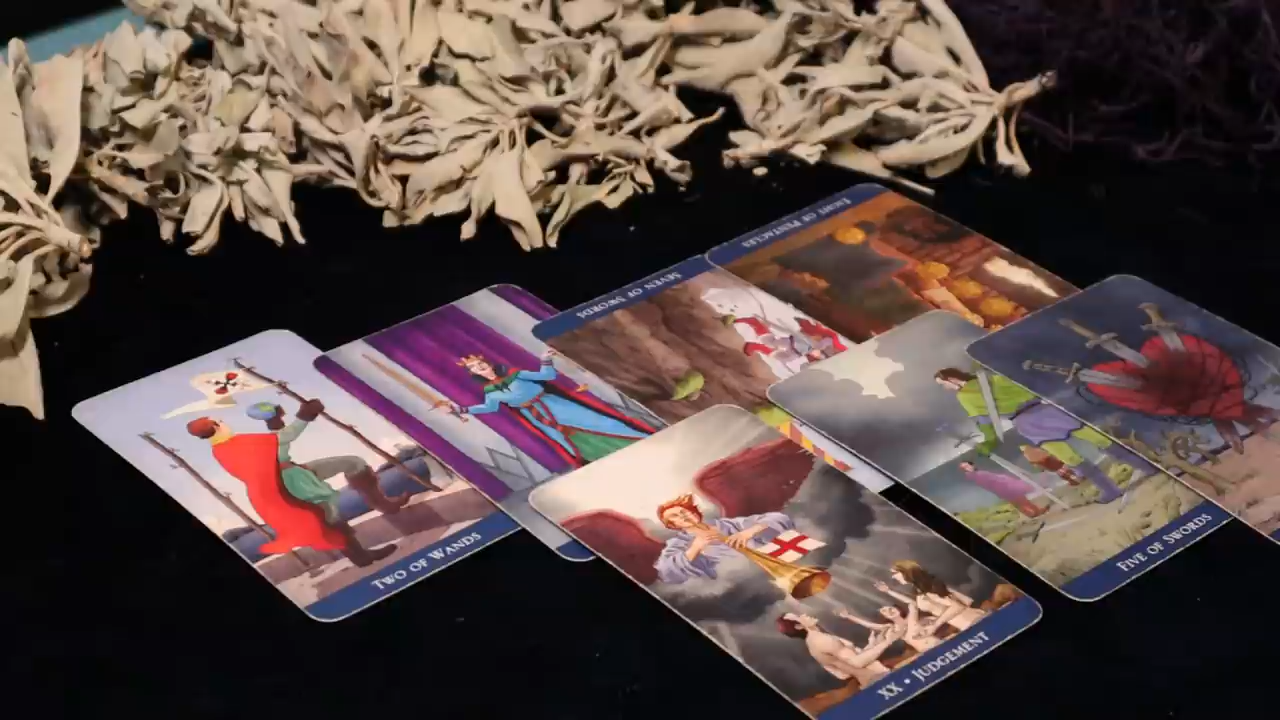 EIGHT OF PENTACLES
SEVEN OF SWORDS
TWO OF WANDS
FIVE OF SWORDS
XX • JUDGEMENT